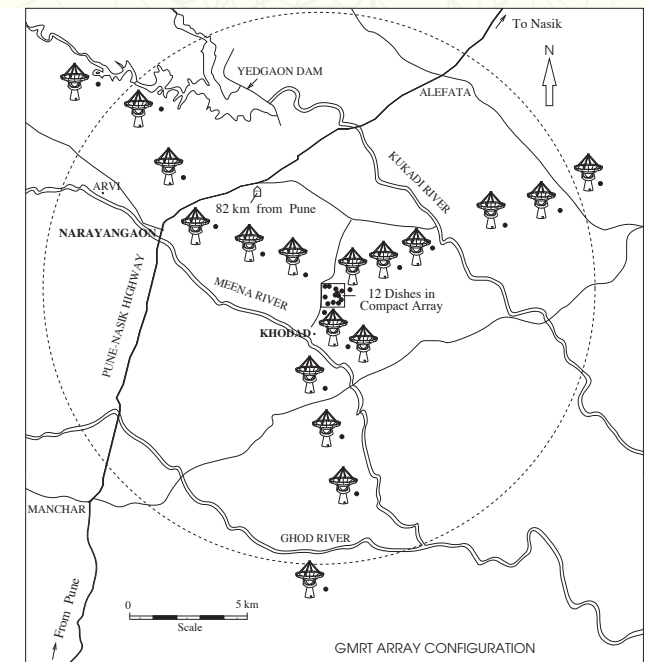 To Nasik
N
YEDGAON DAM
ALEFATA
KUKADI RIVER
ARVI
82 km from Pune
NARAYANGAON
MEENA RIVER
12 Dishes in
Compact Array
PUNE-NASIK HIGHWAY
KHODAD
MANCHAR
GHOD RIVER
From Pune
0
5 km
Scale
GMRT ARRAY CONFIGURATION